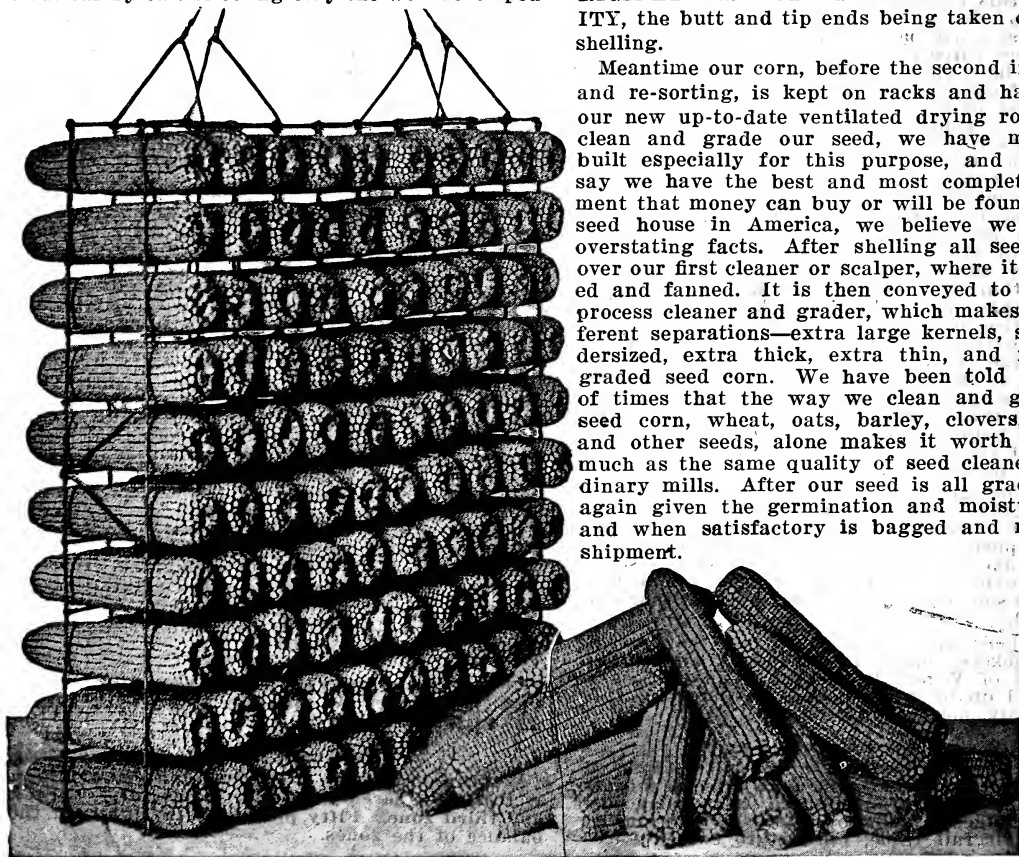 ITY, the butt and tip ends being taken
shelling.
Meantime our corn, before the second
and re-sorting, is kept on racks and
our new up-to-date ventilated drying
clean and grade our seed, we have
built especially for this purpose, and
say we have the best and most
ment that money can buy or will be
seed house in America, we believe we
overstating facts. After shelling all
over our first cleaner or scalper, where it
ed and fanned. It is then conveyed to
process cleaner and grader, which makes
ferent separations—extra large kernels,
dersized, extra thick, extra thin, and
graded seed corn. We have been told
of times that the way we clean and
seed corn, wheat, oats, barley, clovers,
and other seeds, alone makes it worth
much as the same quality of seed
dinary mills. After our seed is all
again given the germination and
and when satisfactory is bagged and
shipment.